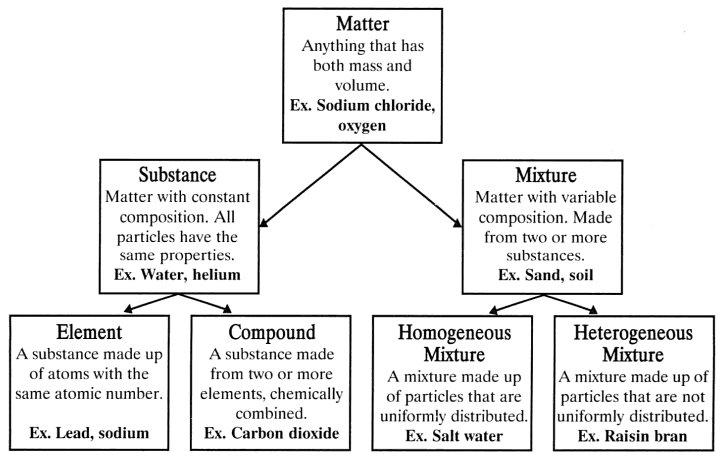 Matter
Anything that has
both mass and
volume.
Ex. Sodium chloride,
oxygen
Substance
Matter with constant
composition. All
particles have the
same properties.
Ex. Water, helium
Mixture
Matter with variable
composition. Made
from two or more
substances.
Ex. Sand, soil
Element
A substance made up
of atoms with the
same atomic number.
Ex. Lead, sodium
Compound
A substance made
from two or more
elements, chemically
combined.
Ex. Carbon dioxide
Homogeneous
Mixture
A mixture made up
of particles that are
uniformly distributed.
Ex. Salt water
Heterogeneous
Mixture
A mixture made up of
particles that are not
uniformly distributed.
Ex. Raisin bran